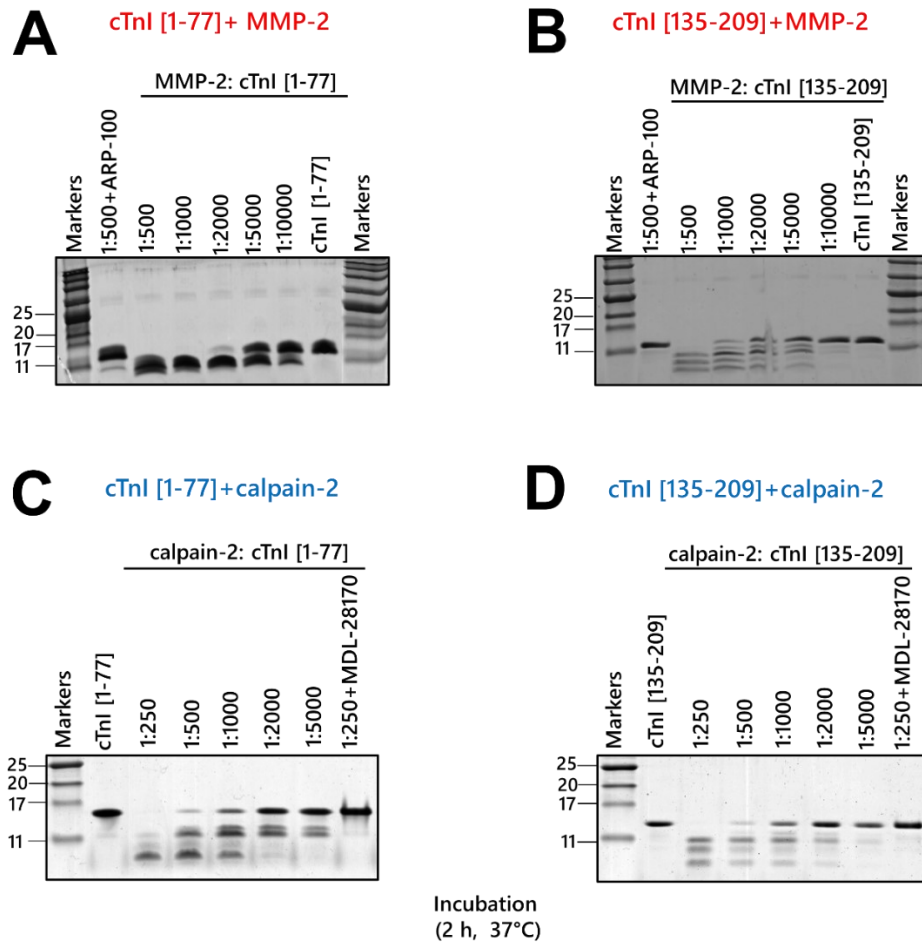 A
cTnI [1-77]+ MMP-2
MMP-2: cTnI [1-77]
Markers
1:500+ARP-100
1:500
1:1000
1:2000
1:5000
1:10000
cTnI [1-77]
Markers
25
20
17
11
B
cTnI [135-209]+MMP-2
MMP-2: cTnI [135-209]
Markers
1:500+ARP-100
1:500
1:1000
1:2000
1:5000
1:10000
cTnI [135-209]
Markers
25
20
17
11
C
cTnI [1-77]+calpain-2
calpain-2: cTnI [1-77]
Markers
cTnI [1-77]
1:250
1:500
1:1000
1:2000
1:5000
1:250+MDL-28170
25
20
17
11
D
cTnI [135-209]+calpain-2
calpain-2: cTnI [135-209]
Markers
cTnI [135-209]
1:250
1:500
1:1000
1:2000
1:5000
1:250+MDL-28170
25
20
17
11
Incubation
(2 h, 37°C)